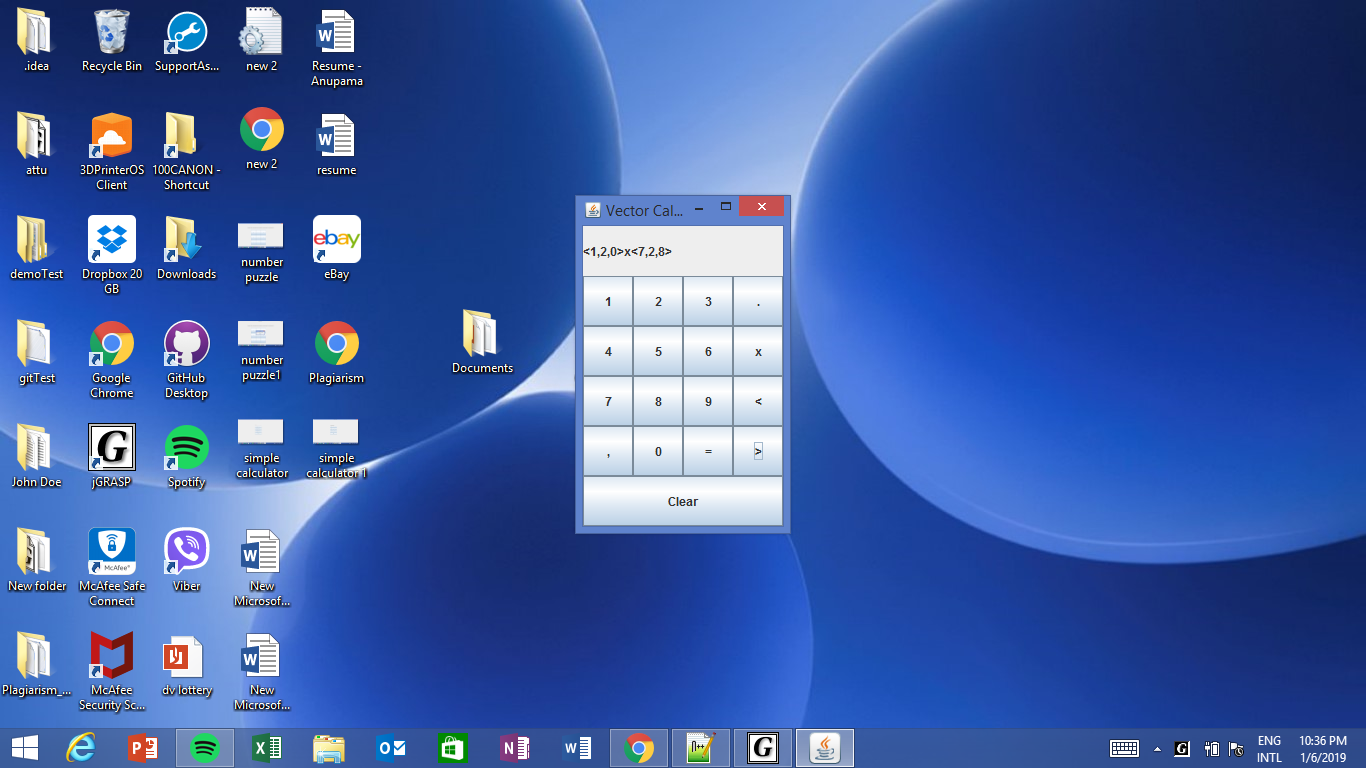 .idea
Recycle Bin
SupportAs...
new 2
Resume -
Anupama
attu
3DPrinterOS
Client
100CANON -
Shortcut
new 2
resume
demoTest
Dropbox 20
GB
Downloads
number
puzzle
ebay
eBay
gitTest
Google
Chrome
GitHub
Desktop
number
puzzle1
Plagiarism
John Doe
G
jGRASP
Spotify
simple
calculator
simple
calculator 1
New folder
McAfee
McAfee Safe
Connect
Viber
New
Microsof...
Plagiarism_...
McAfee
Security Sc...
dv lottery
New
Microsof...
Documents
Vector Cal...
<1,2,0>x<7,2,8>
1 2 3 .
4 5 6 x
7 8 9 <
, 0 = >
Clear
ENG
INTL
10:36 PM
1/6/2019